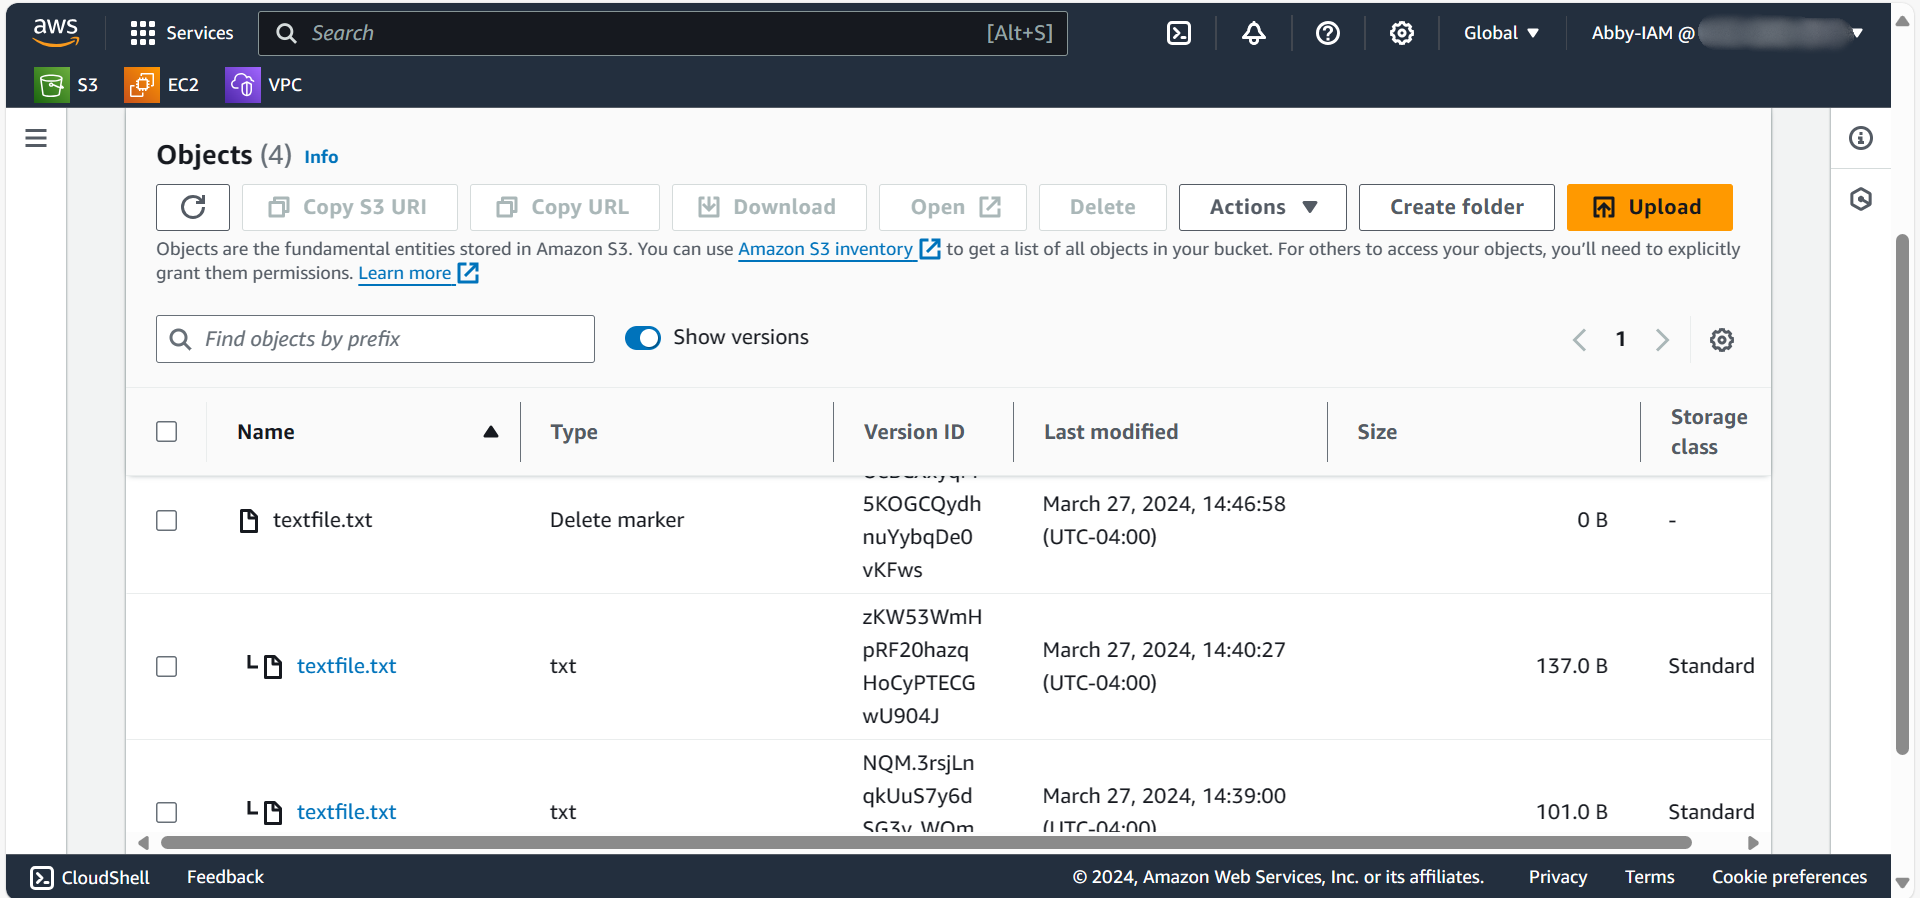 aws
Services
Search
[Alt+S]
Global
Abby-IAM @
S3
EC2
VPC
Objects (4) Info
Copy S3 URI
Copy URL
Download
Open
Delete
Actions
Create folder
Upload
Objects are the fundamental entities stored in Amazon S3. You can use Amazon S3 inventory to get a list of all objects in your bucket. For others to access your objects, you’ll need to explicitly
grant them permissions. Learn more
Find objects by prefix
Show versions
1
Name
Type
Version ID
Last modified
Size
Storage
class
textfile.txt
Delete marker
5KOGCQydh
nuYybqDe0
vKFws
March 27, 2024, 14:46:58
(UTC-04:00)
0 B
-
textfile.txt
txt
zKW53WmH
pRF20hazq
HoCyPTECG
wU904J
March 27, 2024, 14:40:27
(UTC-04:00)
137.0 B
Standard
textfile.txt
txt
NQM.3rsjLn
qkUuS7y6d
March 27, 2024, 14:39:00
(UTC-04:00)
101.0 B
Standard
CloudShell
Feedback
© 2024, Amazon Web Services, Inc. or its affiliates.
Privacy
Terms
Cookie preferences